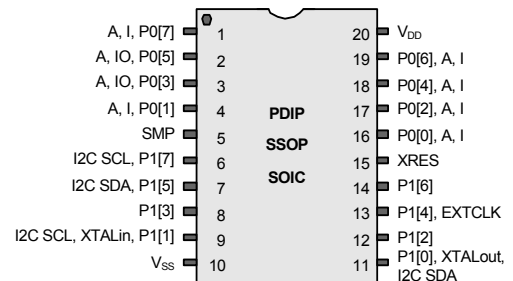 A, I, P0[7] 1
A, IO, P0[5] 2
A, IO, P0[3] 3
A, I, P0[1] 4
SMP 5
I2C SCL, P1[7] 6
I2C SDA, P1[5] 7
P1[3] 8
I2C SCL, XTALin, P1[1] 9
Vss 10
PDIP
SSOP
SOIC
20 VDD
19 P0[6], A, I
18 P0[4], A, I
17 P0[2], A, I
16 P0[0], A, I
15 XRES
14 P1[6]
13 P1[4], EXTCLK
12 P1[2]
11 P1[0], XTALout,
I2C SDA